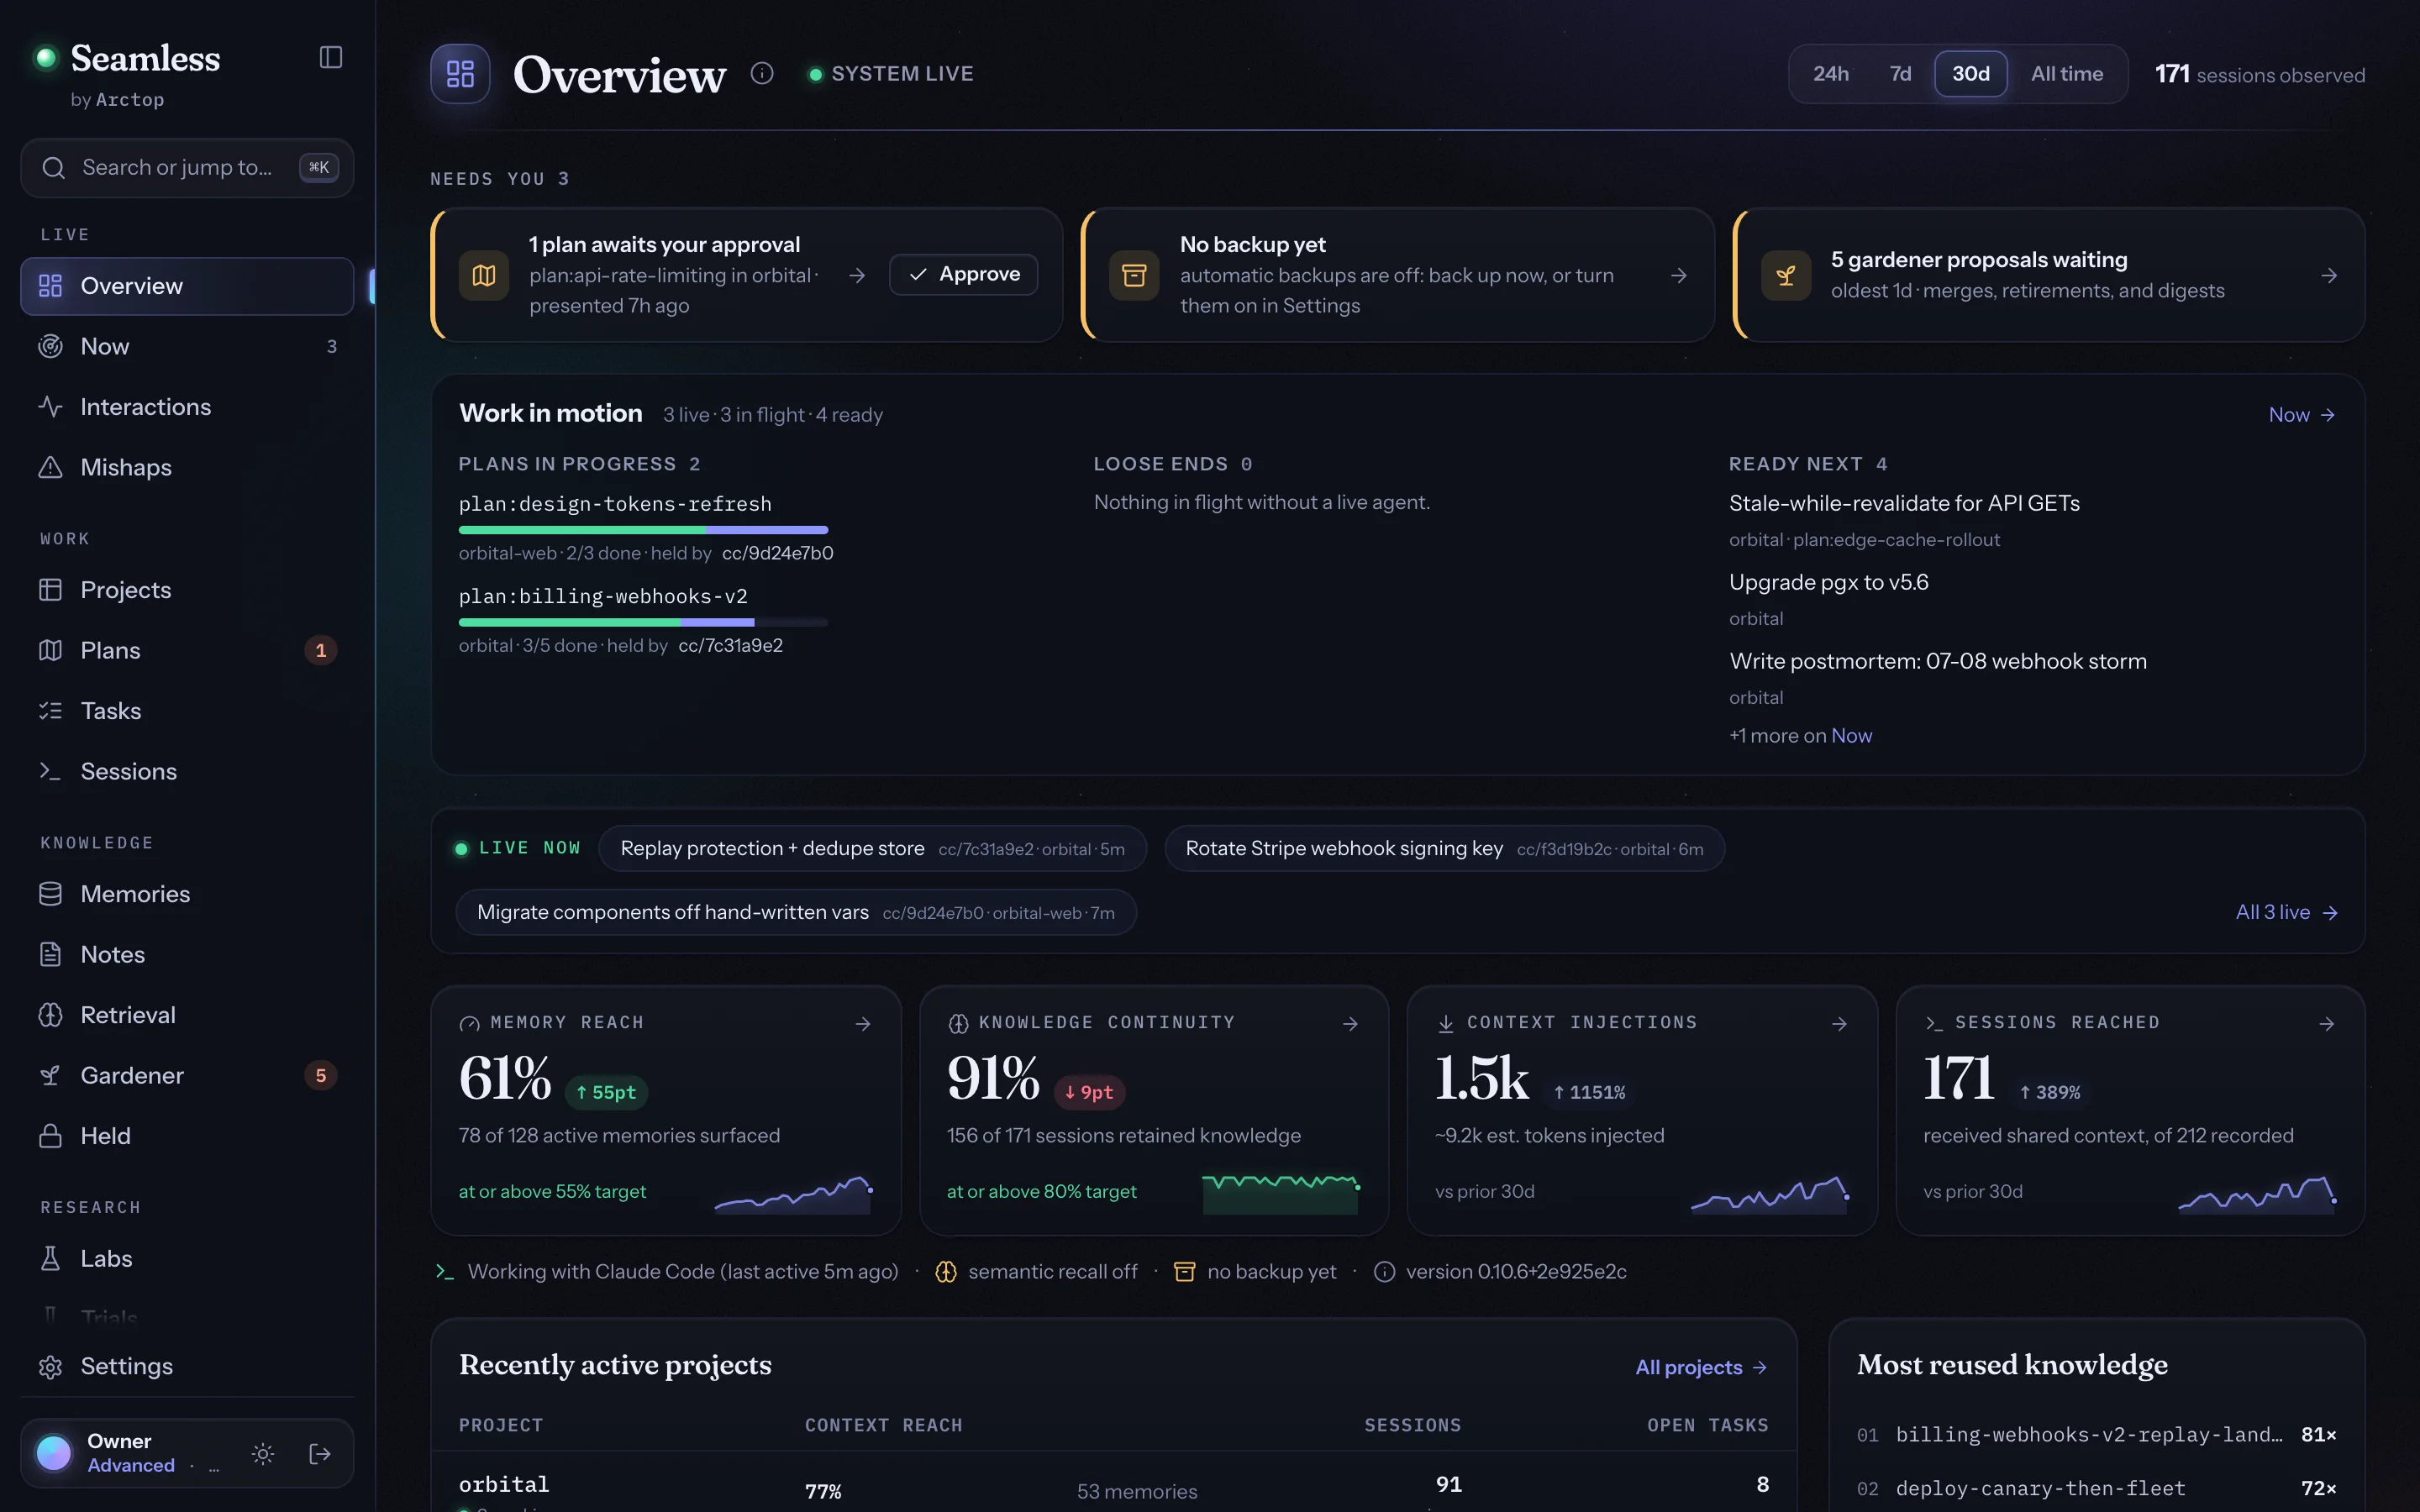 Seamless
by Arctop
Search or jump to... ⌘K
LIVE
Overview
Now 3
Interactions
Mishaps
WORK
Projects
Plans 1
Tasks
Sessions
KNOWLEDGE
Memories
Notes
Retrieval
Gardener 5
Held
RESEARCH
Labs
Trials
Settings
Owner
Advanced · ...
Overview
SYSTEM LIVE
24h 7d 30d All time
171 sessions observed
NEEDS YOU 3
1 plan awaits your approval
plan:api-rate-limiting in orbital ·
presented 7h ago
Approve
No backup yet
automatic backups are off: back up now, or turn
them on in Settings
5 gardener proposals waiting
oldest 1d · merges, retirements, and digests
Work in motion 3 live · 3 in flight · 4 ready
Now →
PLANS IN PROGRESS 2
plan:design-tokens-refresh
orbital-web · 2/3 done · held by cc/9d24e7b0
plan:billing-webhooks-v2
orbital · 3/5 done · held by cc/7c31a9e2
LOOSE ENDS 0
Nothing in flight without a live agent.
READY NEXT 4
Stale-while-revalidate for API GETs
orbital · plan:edge-cache-rollout
Upgrade pgx to v5.6
orbital
Write postmortem: 07-08 webhook storm
orbital
+1 more on Now
LIVE NOW
Replay protection + dedupe store cc/7c31a9e2 · orbital · 5m
Rotate Stripe webhook signing key cc/f3d19b2c · orbital · 6m
Migrate components off hand-written vars cc/9d24e7b0 · orbital-web · 7m
All 3 live →
MEMORY REACH
61% ↑ 55pt
78 of 128 active memories surfaced
at or above 55% target
KNOWLEDGE CONTINUITY
91% ↓ 9pt
156 of 171 sessions retained knowledge
at or above 80% target
CONTEXT INJECTIONS
1.5k ↑ 1151%
~9.2k est. tokens injected
vs prior 30d
SESSIONS REACHED
171 ↑ 389%
received shared context, of 212 recorded
vs prior 30d
Working with Claude Code (last active 5m ago) · semantic recall off · no backup yet · version 0.10.6+2e925e2c
Recently active projects
All projects →
PROJECT CONTEXT REACH SESSIONS OPEN TASKS
orbital 77% 53 memories 91 8
Most reused knowledge
01 billing-webhooks-v2-replay-land... 81×
02 deploy-canary-then-fleet 72×